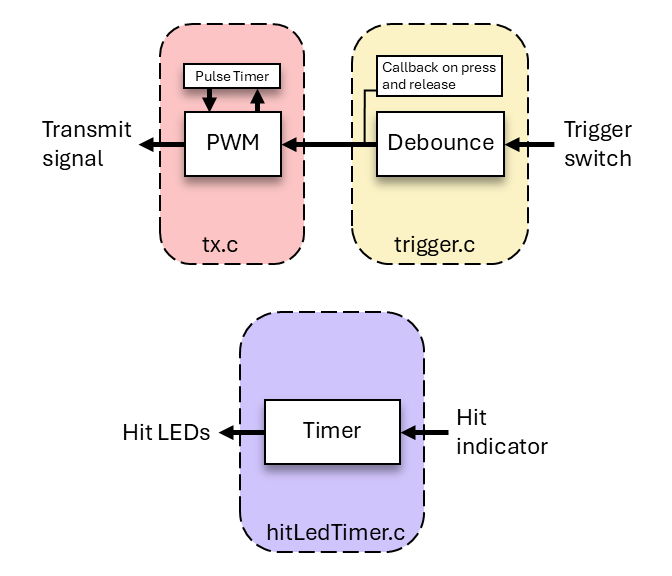 Pulse Timer
Callback on press
and release
Transmit
signal
PWM
Debounce
Trigger
switch
tx.c
trigger.c
Hit LEDs
Timer
Hit
indicator
hitLedTimer.c